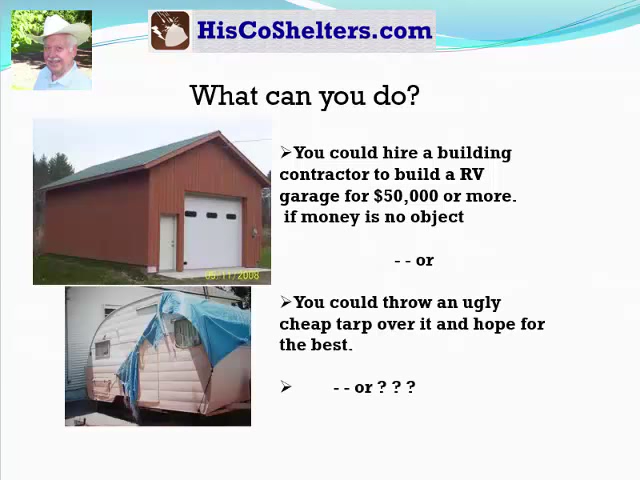 HisCoShelters.com
What can you do?
➢You could hire a building
contractor to build a RV
garage for $50,000 or more.
if money is no object
- - or
➢You could throw an ugly
cheap tarp over it and hope for
the best.
➢ - - or ? ? ?
05/11/2008